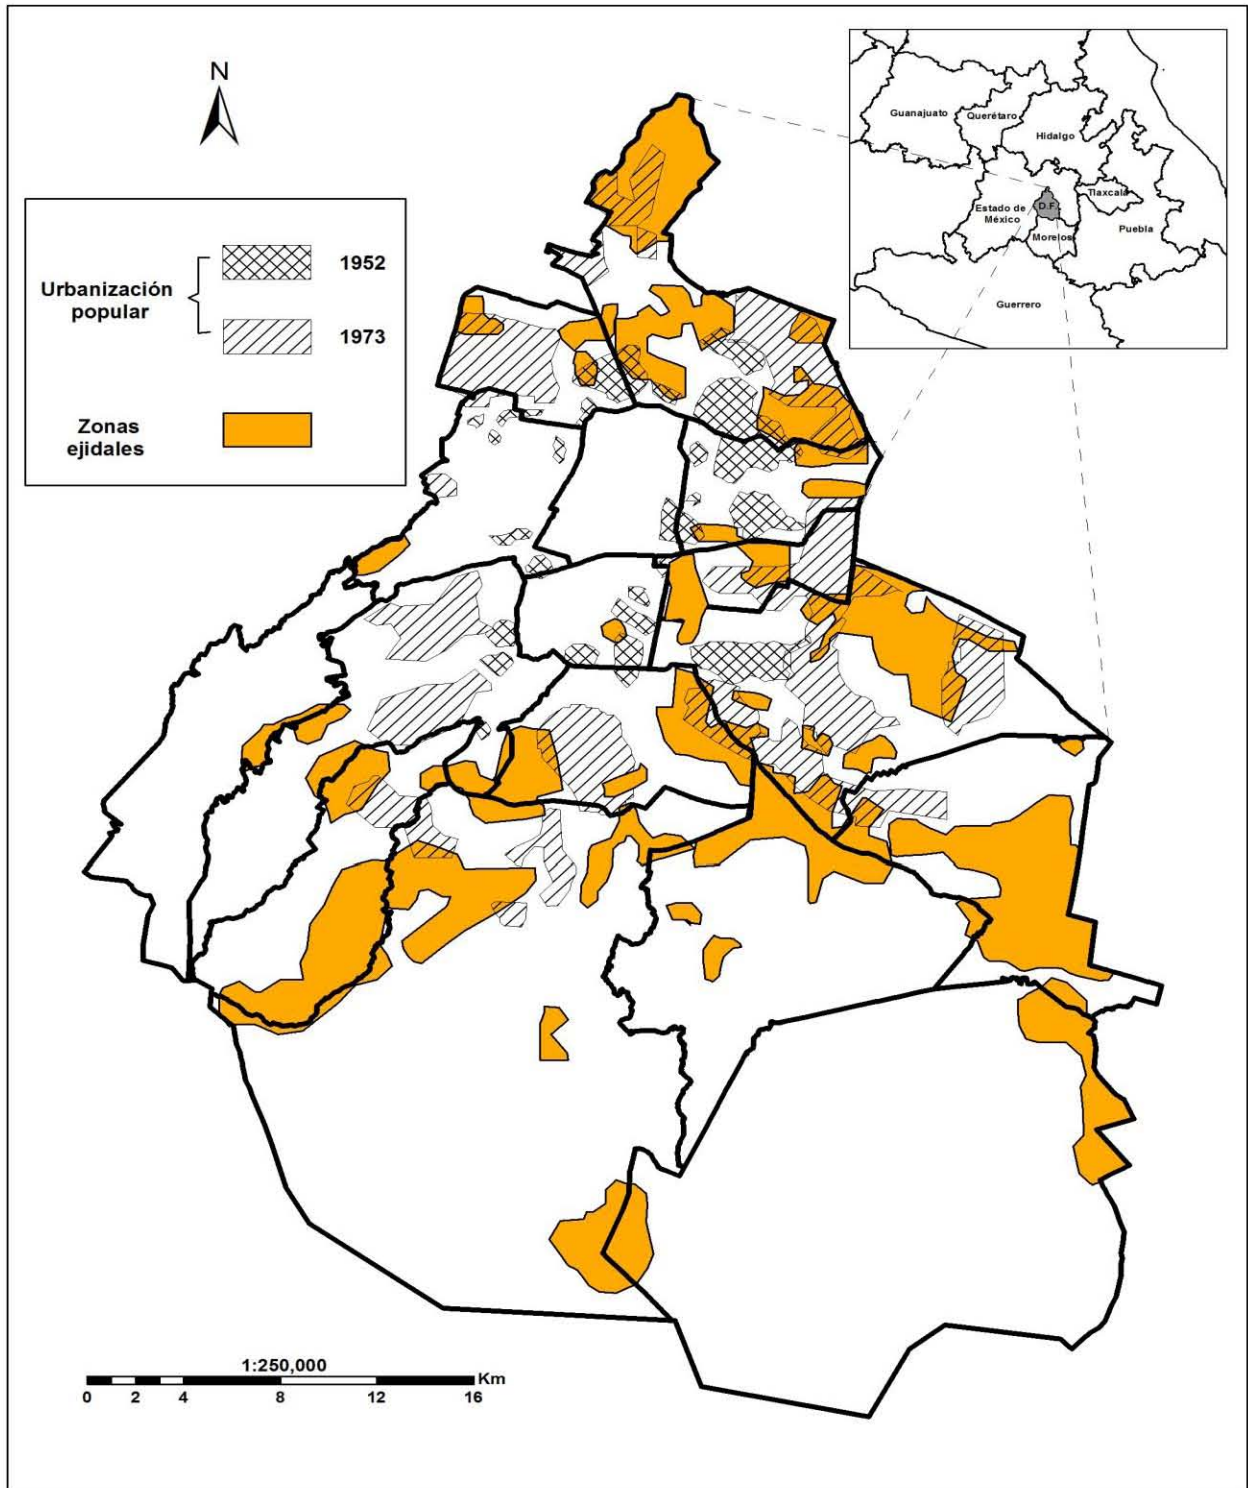 N
Urbanización
popular
1952
1973
Zonas
ejidales
Guanajuato
Querétaro
Hidalgo
Tlaxcala
Estado de
México
D.F.
Puebla
Morelos
Guerrero
1:250,000
Km
0 2 4 8 12 16